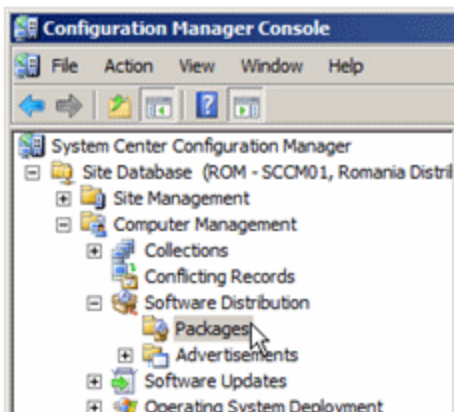 Configuration Manager Console
File Action View Window Help
System Center Configuration Manager
Site Database (ROM - SCCM01, Romania Distril
Site Management
Computer Management
Collections
Conflicting Records
Software Distribution
Packages
Advertisements
Software Updates
Operating System Deployment